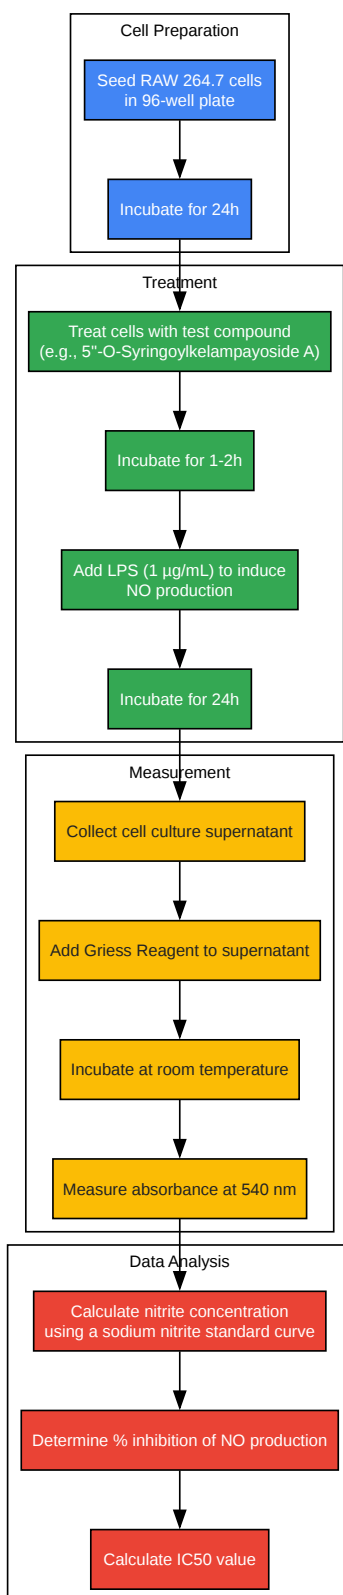 Cell Preparation
Seed RAW 264.7 cells
in 96-well plate
Incubate for 24h
Treatment
Treat cells with test compound
(e.g., 5''-O-Syringoylkelampayoside A)
Incubate for 1-2h
Add LPS (1 µg/mL) to induce
NO production
Incubate for 24h
Measurement
Collect cell culture supernatant
Add Griess Reagent to supernatant
Incubate at room temperature
Measure absorbance at 540 nm
Data Analysis
Calculate nitrite concentration
using a sodium nitrite standard curve
Determine % inhibition of NO production
Calculate IC50 value